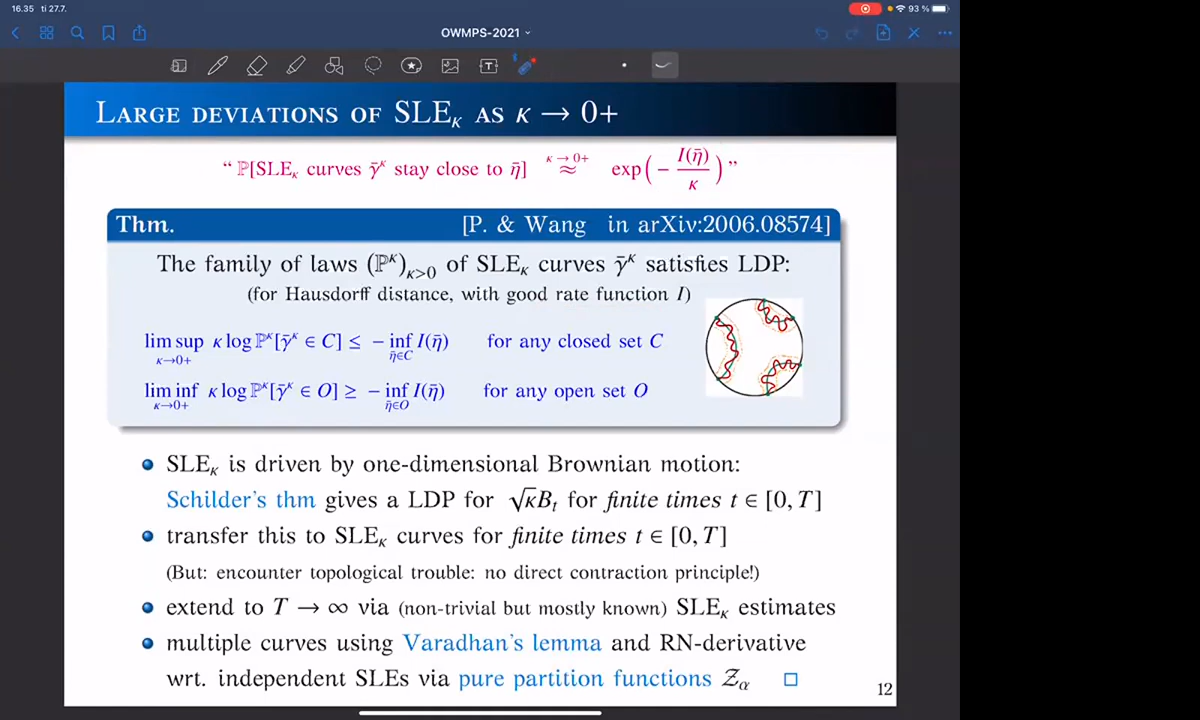 16.35 ti 27.7.
93 %
OWMPS-2021
LARGE DEVIATIONS OF SLE_κ AS κ → 0+
“ ℙ[SLE_κ curves γ̄^κ stay close to η̄] ≈^{κ→0+} exp(− I(η̄)/κ) ”
Thm. [P. & Wang in arXiv:2006.08574]
The family of laws (ℙ^κ)_{κ>0} of SLE_κ curves γ̄^κ satisfies LDP:
(for Hausdorff distance, with good rate function I)
lim sup_{κ→0+} κ log ℙ^κ[γ̄^κ ∈ C] ≤ − inf_{η̄∈C} I(η̄) for any closed set C
lim inf_{κ→0+} κ log ℙ^κ[γ̄^κ ∈ O] ≥ − inf_{η̄∈O} I(η̄) for any open set O
SLE_κ is driven by one-dimensional Brownian motion:
Schilder's thm gives a LDP for √κB_t for finite times t ∈ [0, T]
transfer this to SLE_κ curves for finite times t ∈ [0, T]
(But: encounter topological trouble: no direct contraction principle!)
extend to T → ∞ via (non-trivial but mostly known) SLE_κ estimates
multiple curves using Varadhan's lemma and RN-derivative
wrt. independent SLEs via pure partition functions 𝒵_α □
12